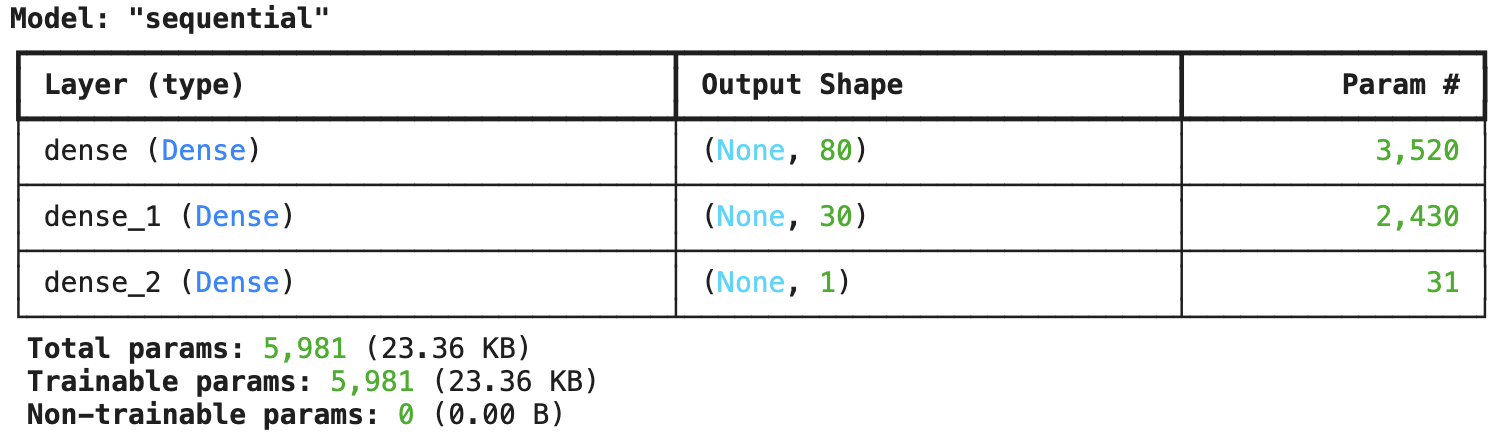 Model: "sequential"
Layer (type) Output Shape Param #
dense (Dense) (None, 80) 3,520
dense_1 (Dense) (None, 30) 2,430
dense_2 (Dense) (None, 1) 31
Total params: 5,981 (23.36 KB)
Trainable params: 5,981 (23.36 KB)
Non-trainable params: 0 (0.00 B)